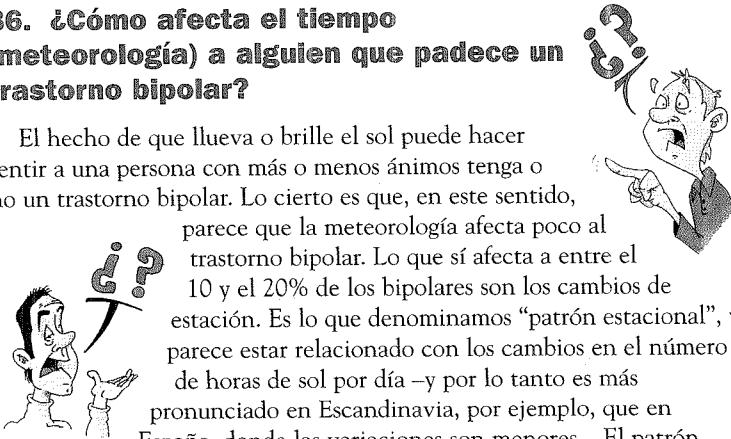 36. ¿Cómo afecta el tiempo
meteorología) a alguien que padece un
rastorno bipolar?
El hecho de que llueva o brille el sol puede hacer
entir a una persona con más o menos ánimos tenga o
no un trastorno bipolar. Lo cierto es que, en este sentido,
parece que la meteorología afecta poco al
trastorno bipolar. Lo que sí afecta a entre el
10 y el 20% de los bipolares son los cambios de
estación. Es lo que denominamos “patrón estacional”,
parece estar relacionado con los cambios en el número
de horas de sol por día –y por lo tanto es más
pronunciado en Escandinavia, por ejemplo, que en
España, donde las variaciones son menores–. El patrón
¿?
¿?